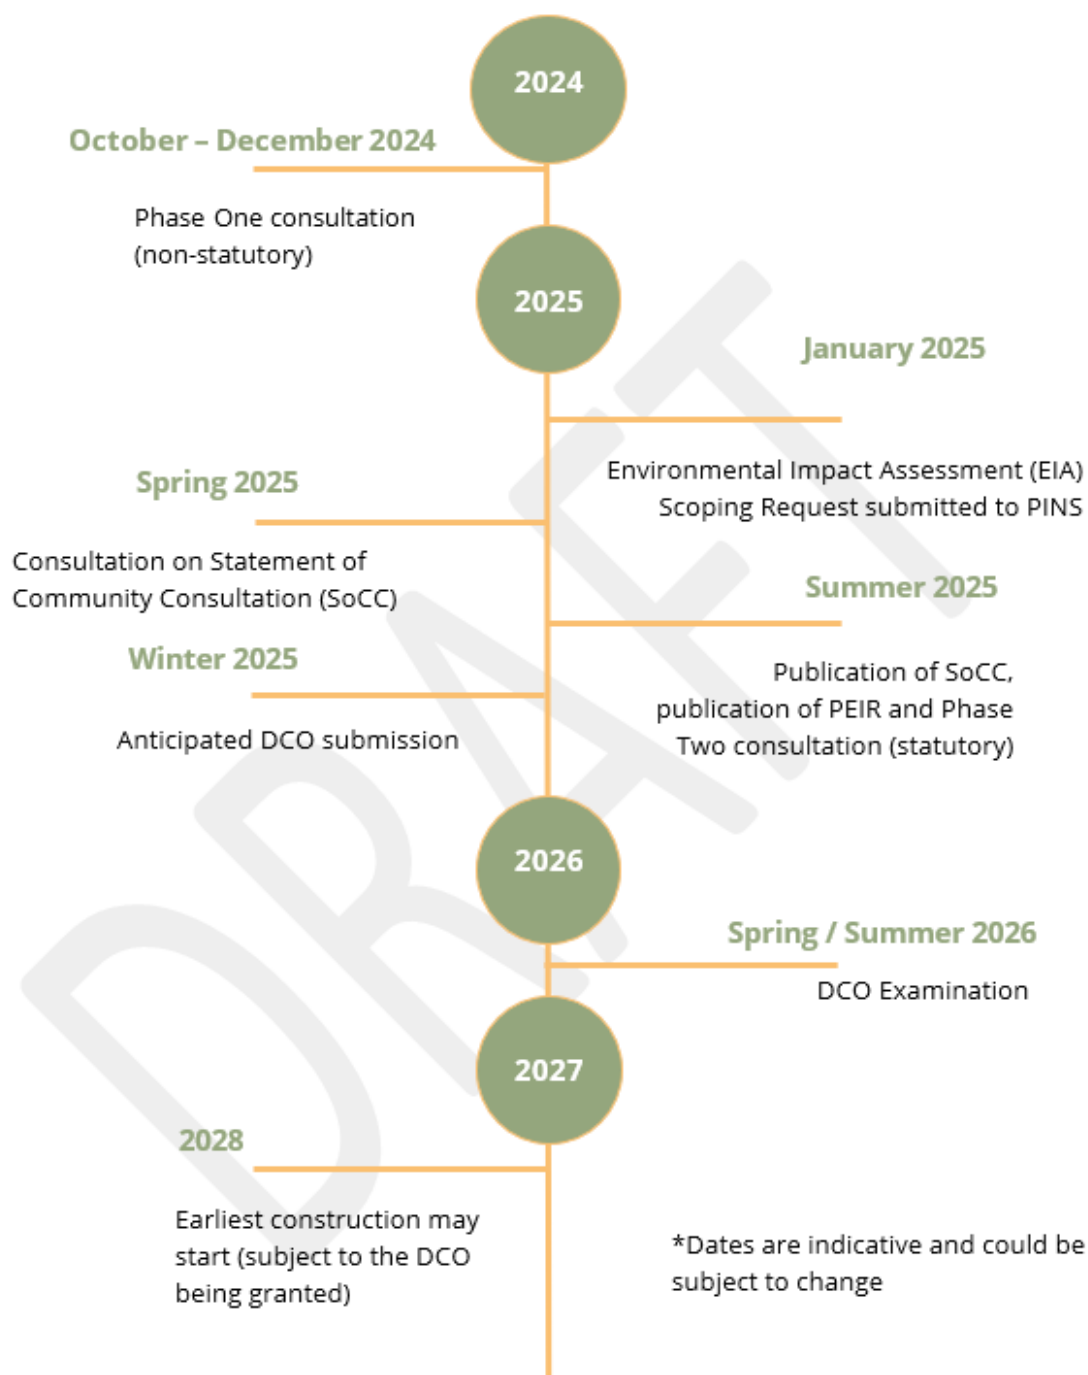 2024
October – December 2024
Phase One consultation
(non-statutory)
2025
January 2025
Environmental Impact Assessment (EIA)
Scoping Request submitted to PINS
Spring 2025
Consultation on Statement of
Community Consultation (SoCC)
Summer 2025
Publication of SoCC,
publication of PEIR and Phase
Two consultation (statutory)
Winter 2025
Anticipated DCO submission
2026
Spring / Summer 2026
DCO Examination
2027
2028
Earliest construction may
start (subject to the DCO
being granted)
*Dates are indicative and could be
subject to change
DRAFT